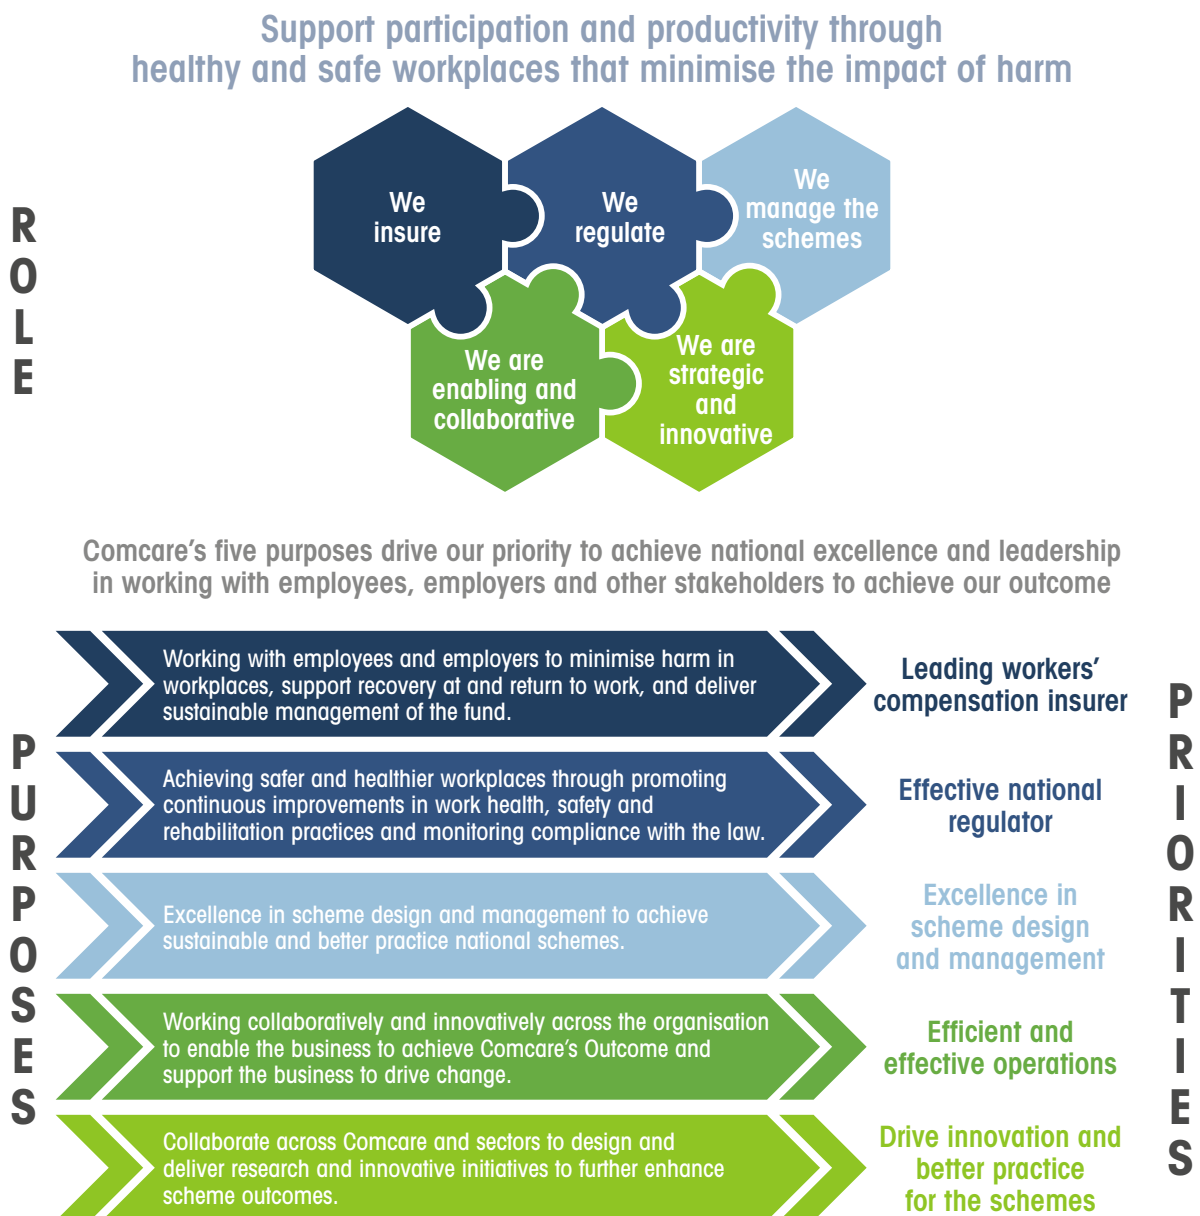 Support participation and productivity through
healthy and safe workplaces that minimise the impact of harm
ROLE
We
insure
We
regulate
We
manage the
schemes
We are
enabling and
collaborative
We are
strategic
and
innovative
Comcare's five purposes drive our priority to achieve national excellence and leadership
in working with employees, employers and other stakeholders to achieve our outcome
PURPOSES
Working with employees and employers to minimise harm in
workplaces, support recovery at and return to work, and deliver
sustainable management of the fund.
Leading workers'
compensation insurer
Achieving safer and healthier workplaces through promoting
continuous improvements in work health, safety and
rehabilitation practices and monitoring compliance with the law.
Effective national
regulator
Excellence in scheme design and management to achieve
sustainable and better practice national schemes.
Excellence in
scheme design
and management
Working collaboratively and innovatively across the organisation
to enable the business to achieve Comcare's Outcome and
support the business to drive change.
Efficient and
effective operations
Collaborate across Comcare and sectors to design and
deliver research and innovative initiatives to further enhance
scheme outcomes.
Drive innovation and
better practice
for the schemes
PRIORITIES